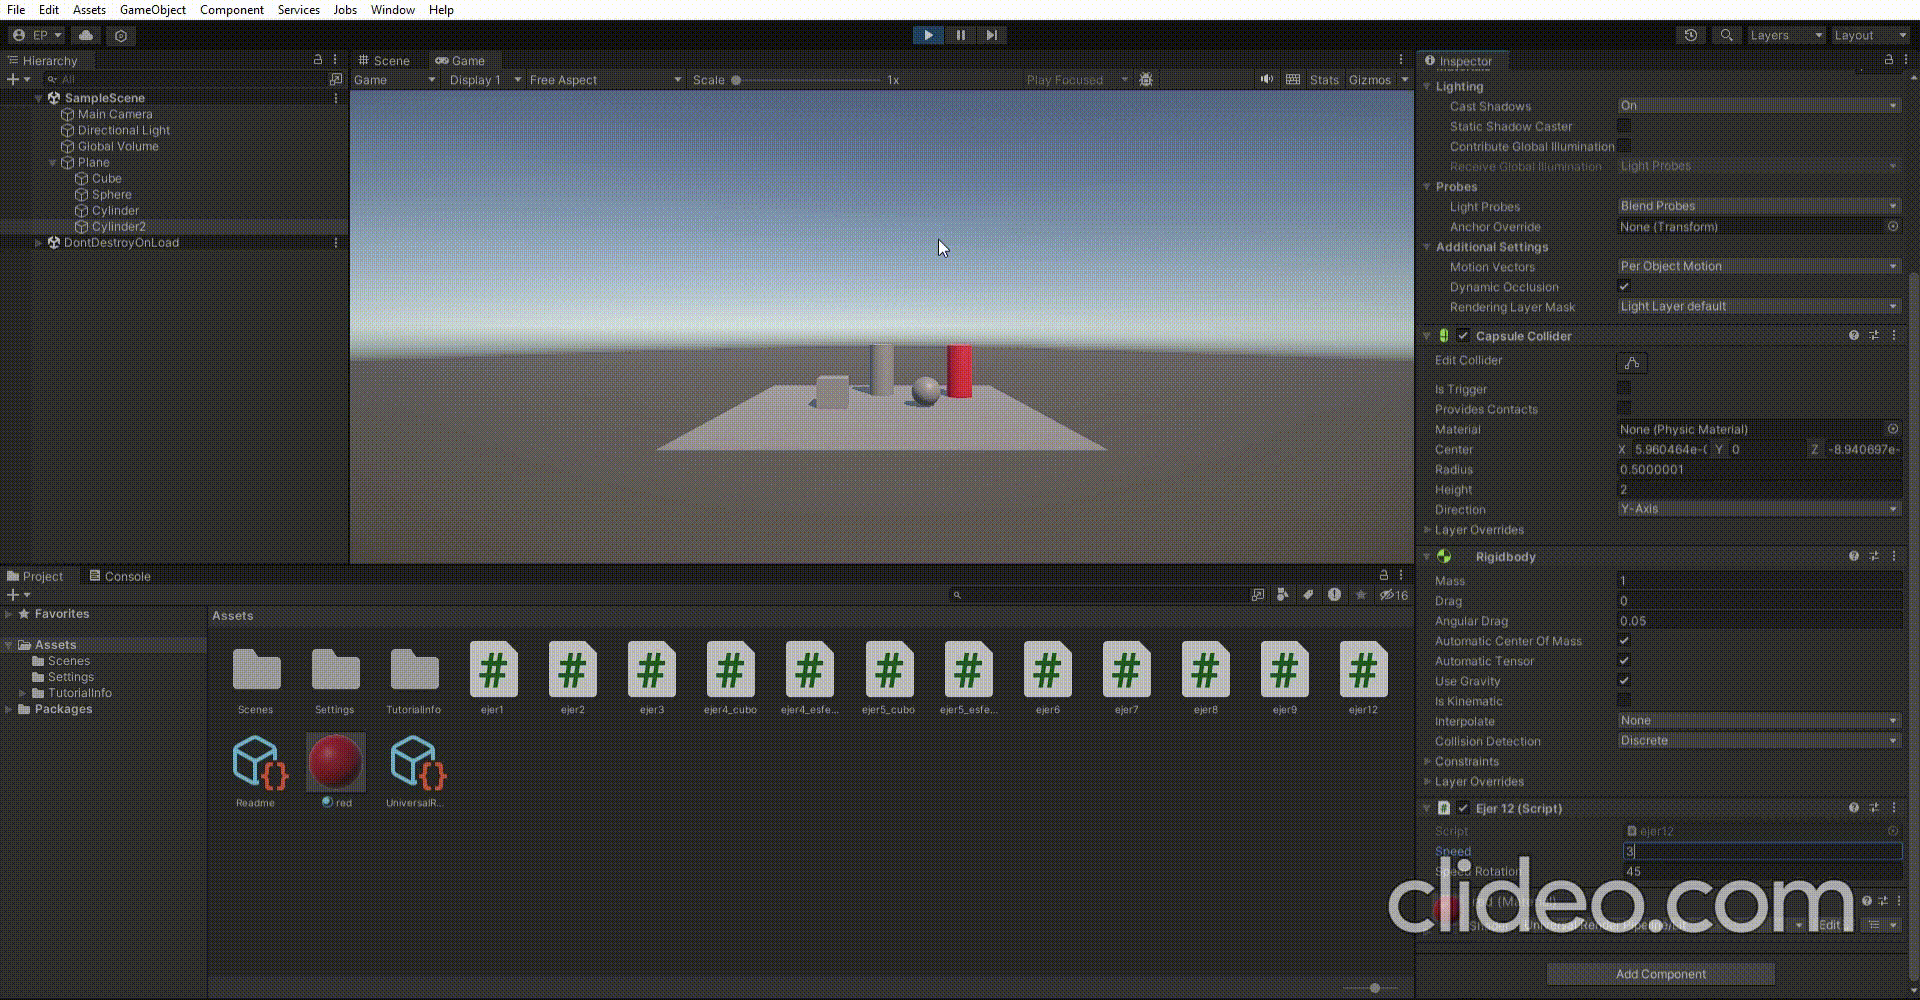 File Edit Assets GameObject Component Services Jobs Window Help
EP Layers Layout
Hierarchy
All
SampleScene
Main Camera
Directional Light
Global Volume
Plane
Cube
Sphere
Cylinder
Cylinder2
DontDestroyOnLoad
Scene Game
Game Display 1 Free Aspect Scale 1x Play Focused Stats Gizmos
Inspector
Lighting
Cast Shadows On
Static Shadow Caster
Contribute Global Illumination
Receive Global Illumination Light Probes
Probes
Light Probes Blend Probes
Anchor Override None (Transform)
Additional Settings
Motion Vectors Per Object Motion
Dynamic Occlusion
Rendering Layer Mask Light Layer default
Capsule Collider
Edit Collider
Is Trigger
Provides Contacts
Material None (Physic Material)
Center X 5.960464e-( Y 0 Z -8.940697e-
Radius 0.5000001
Height 2
Direction Y-Axis
Layer Overrides
Rigidbody
Mass 1
Drag 0
Angular Drag 0.05
Automatic Center Of Mass
Automatic Tensor
Use Gravity
Is Kinematic
Interpolate None
Collision Detection Discrete
Constraints
Layer Overrides
Ejer 12 (Script)
Script ejer12
Speed 3
Speed Rotation 45
Edit
Add Component
Project Console
16
Favorites
Assets
Scenes
Settings
TutorialInfo
Packages
Assets
Scenes Settings TutorialInfo ejer1 ejer2 ejer3 ejer4_cubo ejer4_esfe... ejer5_cubo ejer5_esfe... ejer6 ejer7 ejer8 ejer9 ejer12
Readme red UniversalR...
clideo.com